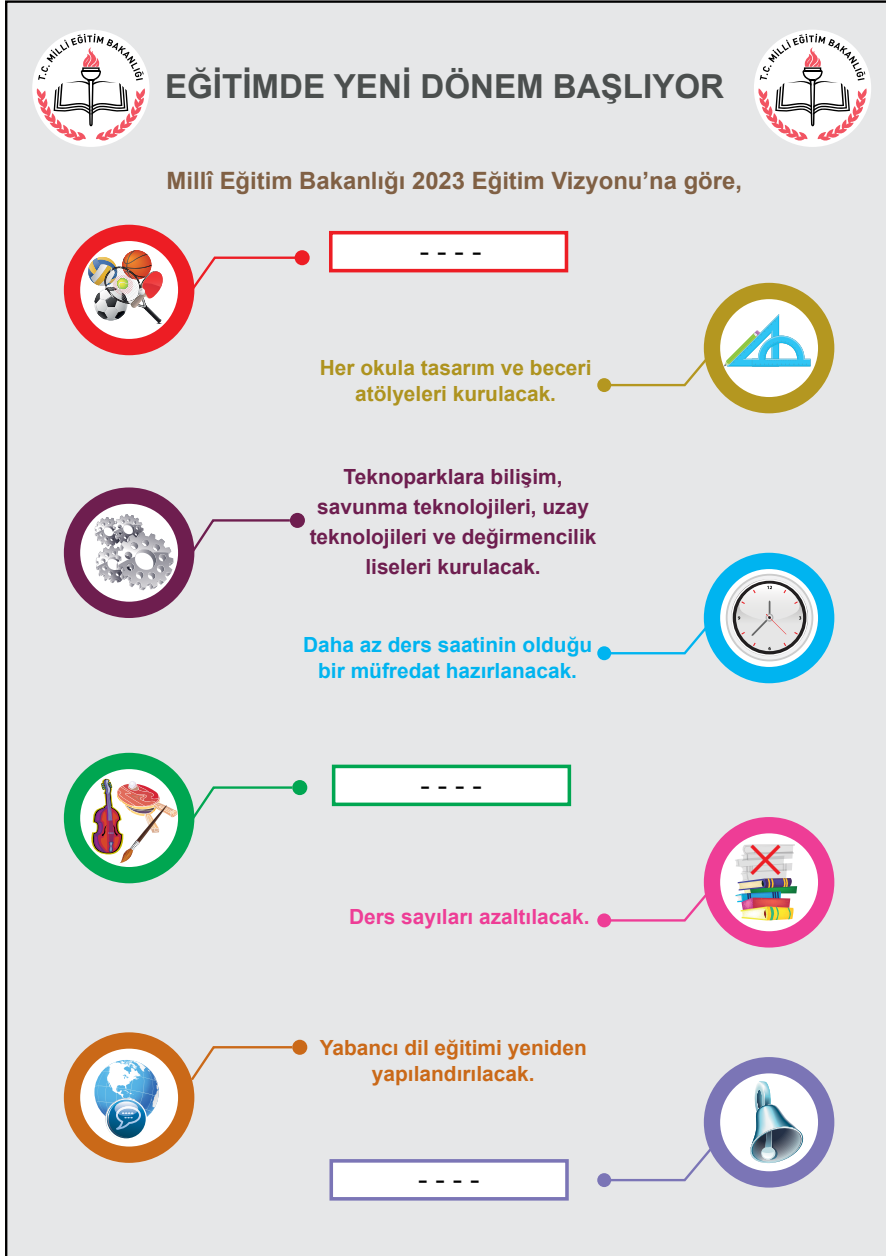 T.C. MİLLİ EĞİTİM BAKANLIĞI
EĞİTİMDE YENİ DÖNEM BAŞLIYOR
T.C. MİLLİ EĞİTİM BAKANLIĞI
Millî Eğitim Bakanlığı 2023 Eğitim Vizyonu’na göre,
- - - -
Her okula tasarım ve beceri
atölyeleri kurulacak.
Teknoparklara bilişim,
savunma teknolojileri, uzay
teknolojileri ve değirmencilik
liseleri kurulacak.
Daha az ders saatinin olduğu
bir müfredat hazırlanacak.
- - - -
Ders sayıları azaltılacak.
Yabancı dil eğitimi yeniden
yapılandırılacak.
- - - -